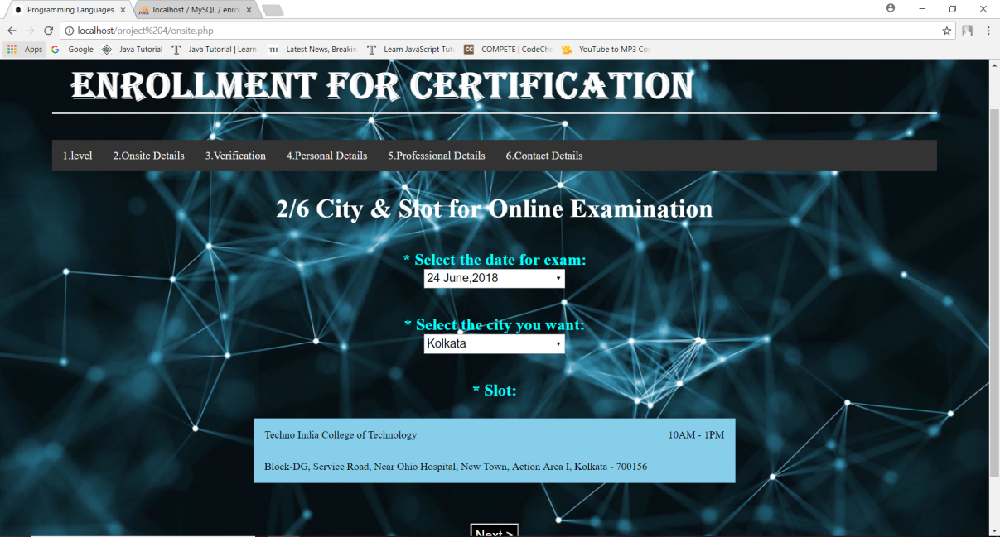 Programming Languages
localhost / MySQL / enrol
localhost/project%204/onsite.php
Apps Google Java Tutorial Java Tutorial | Learn TH Latest News, Breakin Learn JavaScript Tut CC COMPETE | CodeChe YouTube to MP3 Co
ENROLLMENT FOR CERTIFICATION
1.level 2.Onsite Details 3.Verification 4.Personal Details 5.Professional Details 6.Contact Details
2/6 City & Slot for Online Examination
* Select the date for exam:
24 June,2018
* Select the city you want:
Kolkata
* Slot:
Techno India College of Technology 10AM - 1PM
Block-DG, Service Road, Near Ohio Hospital, New Town, Action Area I, Kolkata - 700156
Next >